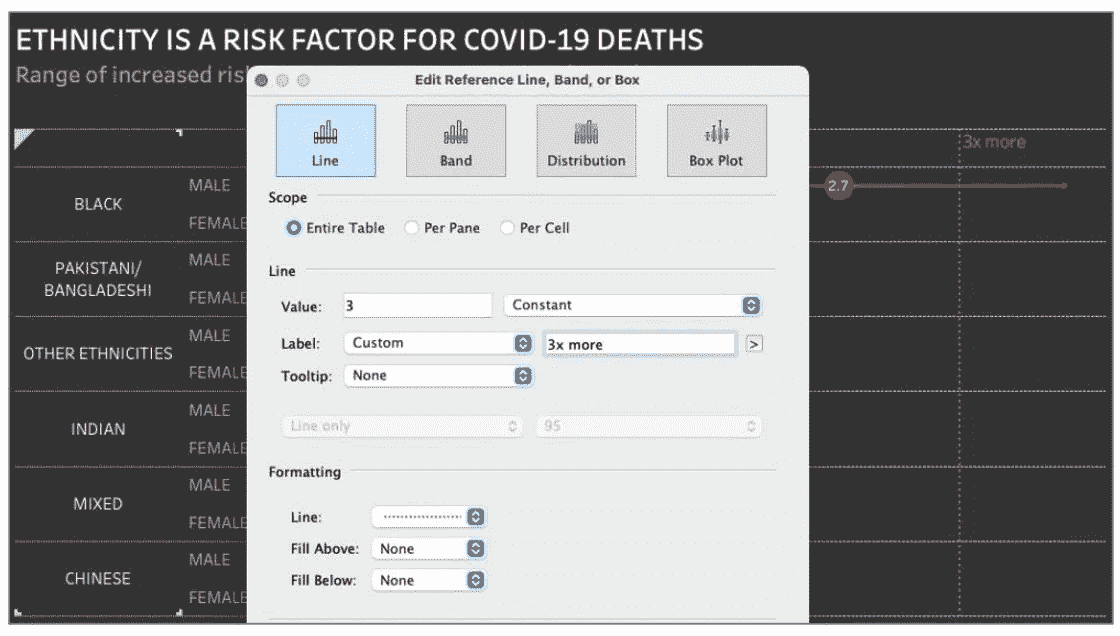 ETHNICITY IS A RISK FACTOR FOR COVID-19 DEATHS
Range of increased ris
Edit Reference Line, Band, or Box
Line
Band
Distribution
Box Plot
Scope
Entire Table
Per Pane
Per Cell
Line
Value:
3
Constant
Label:
Custom
3x more
>
Tooltip:
None
Line only
95
Formatting
Line:
Fill Above:
None
Fill Below:
None
3x more
BLACK
MALE
2.7
FEMALE
PAKISTANI/
BANGLADESHI
MALE
FEMALE
OTHER ETHNICITIES
MALE
FEMALE
INDIAN
MALE
FEMALE
MIXED
MALE
FEMALE
CHINESE
MALE
FEMALE